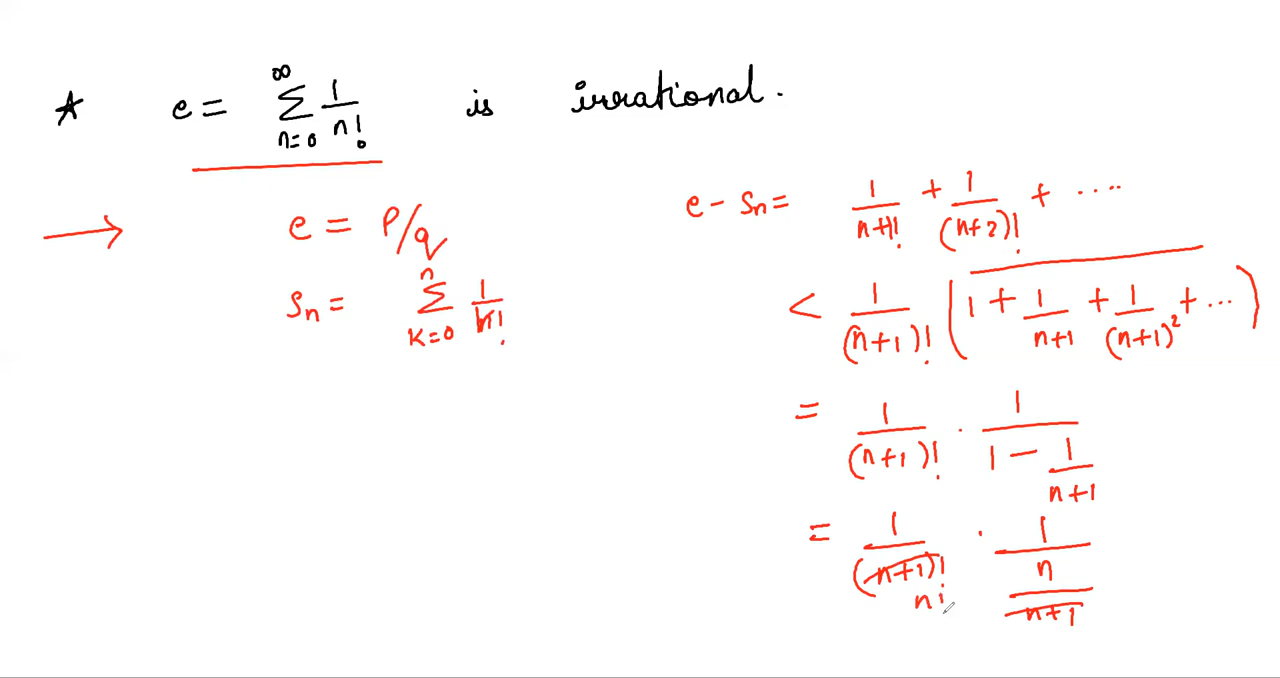 ★ e = ∑_{n=0}^{∞} 1/n! is irrational.
→ e = P/q
S_n = ∑_{k=0}^{n} 1/k!
e - S_n = 1/(n+1)! + 1/(n+2)! + ....
< 1/(n+1)! ( 1 + 1/(n+1) + 1/(n+1)² + ... )
= 1/(n+1)! · 1/(1 - 1/(n+1))
= 1/(n+1)! · 1/(n/(n+1))
n!